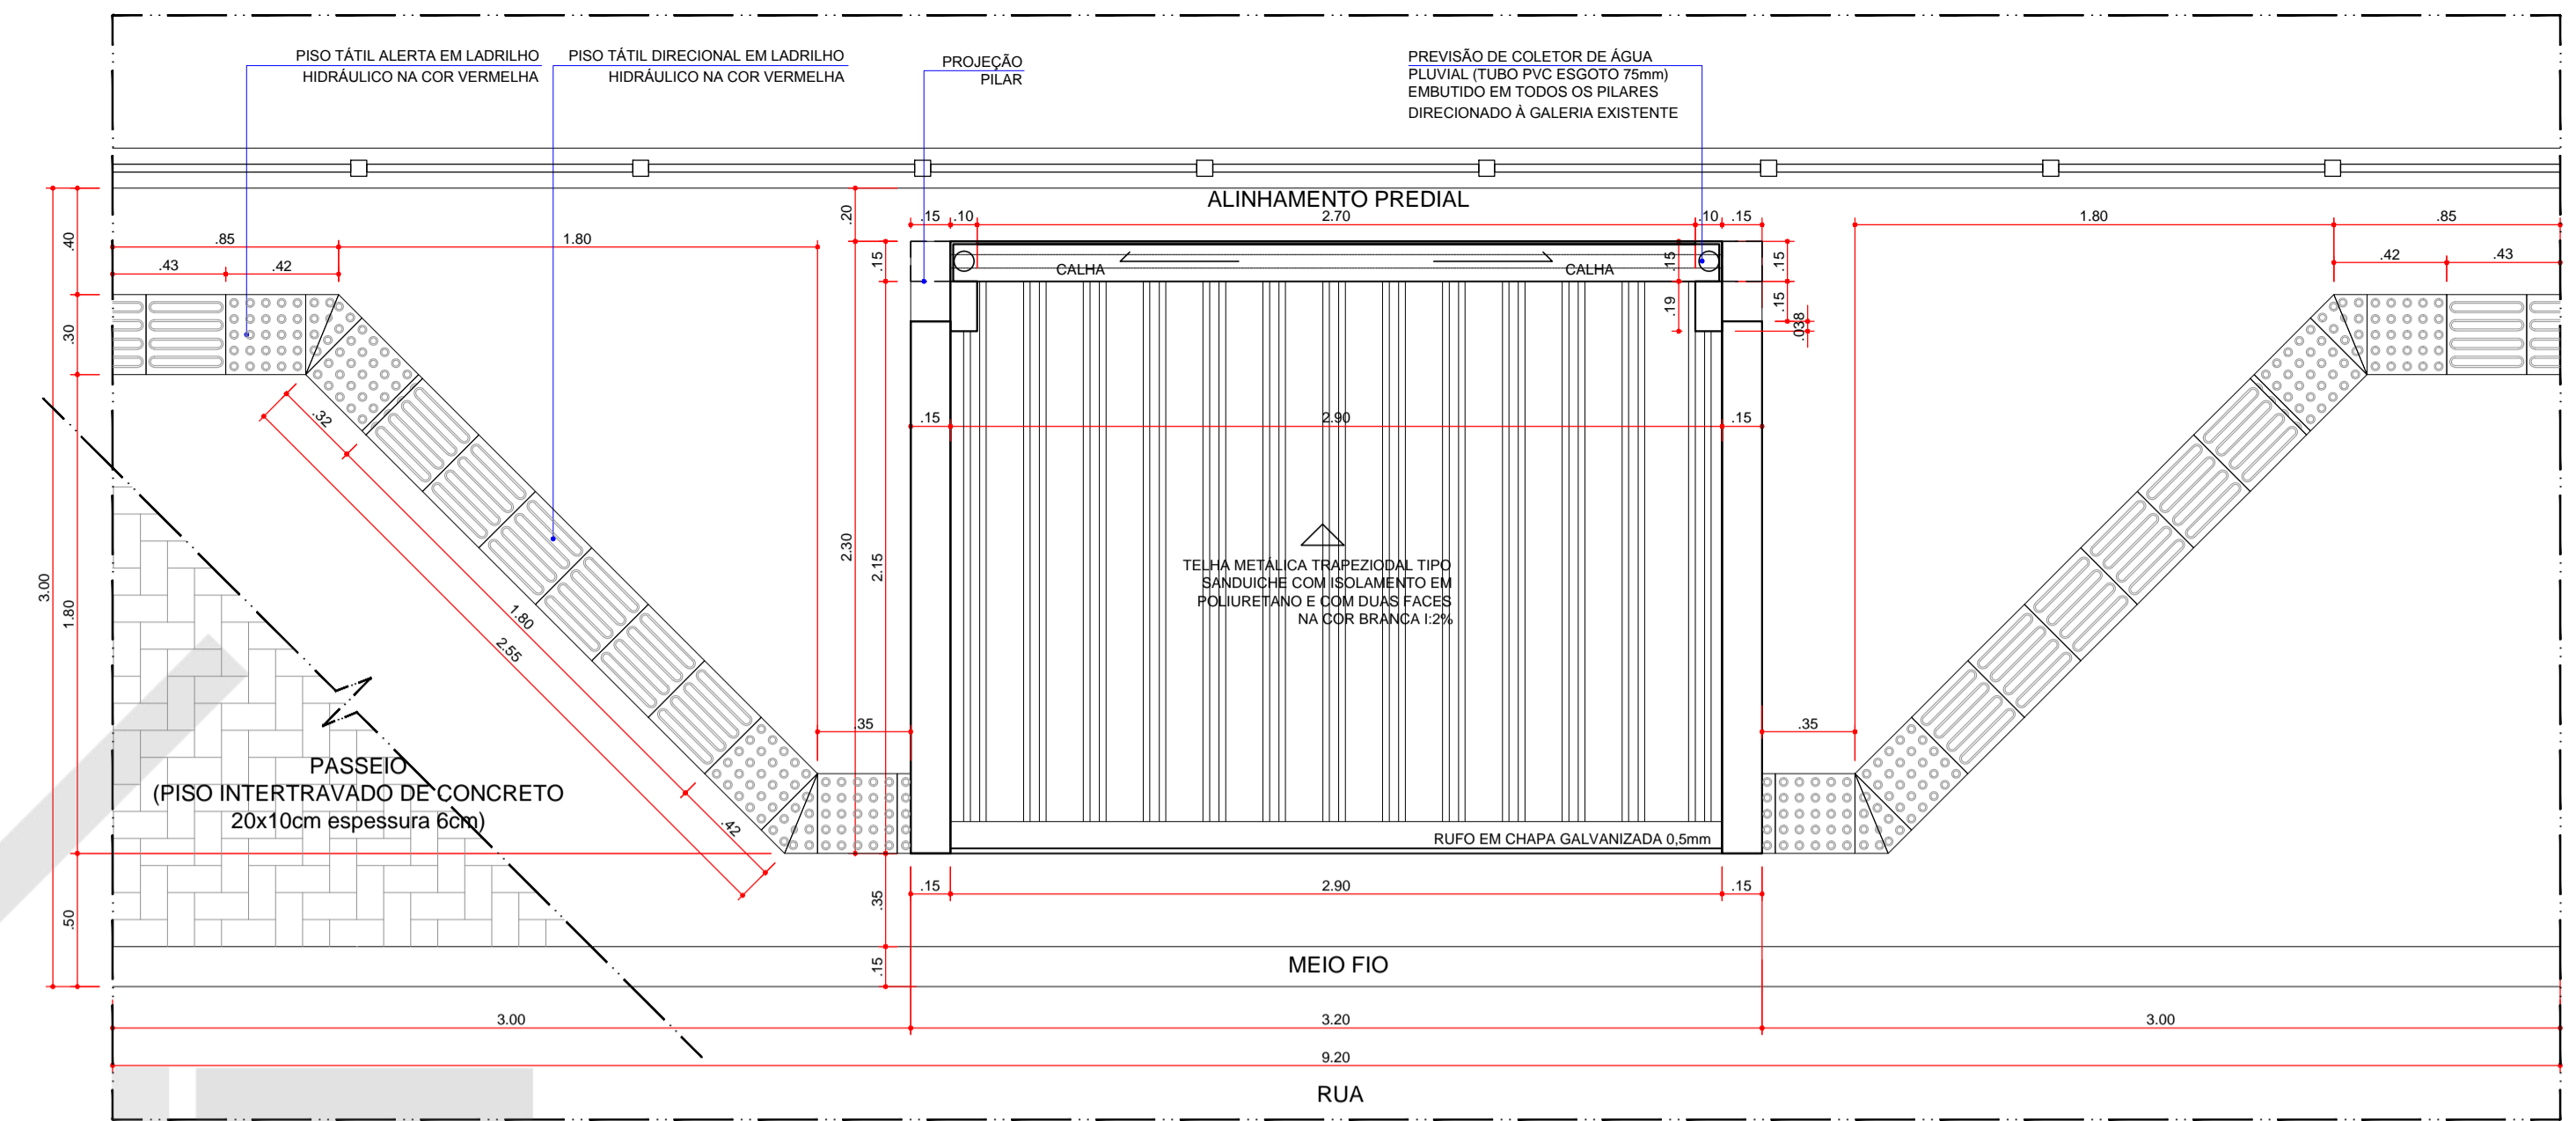 PISO TÁTIL ALERTA EM LADRILHO
HIDRÁULICO NA COR VERMELHA
PISO TÁTIL DIRECIONAL EM LADRILHO
HIDRÁULICO NA COR VERMELHA
PROJEÇÃO
PILAR
PREVISÃO DE COLETOR DE ÁGUA
PLUVIAL (TUBO PVC ESGOTO 75mm)
EMBUTIDO EM TODOS OS PILARES
DIRECIONADO À GALERIA EXISTENTE
ALINHAMENTO PREDIAL
.15 .10 2.70 .10 .15
1.80 .85
.85 1.80
.43 .42
.42 .43
.40
.30
3.00
1.80
.50
.20
.15
2.30
2.15
.35
.15
CALHA
CALHA
.15
.19
.15
.15
.038
.15 2.90 .15
.32
1.80
2.55
.42
.35
.35
TELHA METÁLICA TRAPEZIODAL TIPO
SANDUICHE COM ISOLAMENTO EM
POLIURETANO E COM DUAS FACES
NA COR BRANCA I:2%
PASSEIO
(PISO INTERTRAVADO DE CONCRETO
20x10cm espessura 6cm)
RUFO EM CHAPA GALVANIZADA 0,5mm
.15 2.90 .15
MEIO FIO
3.00 3.20 3.00
9.20
RUA